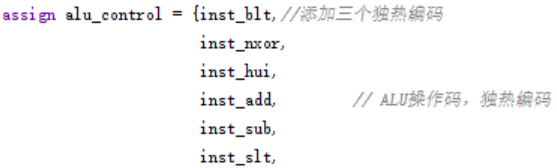 assign alu_control = {inst_blt,//添加三个独热编码
inst_nxor,
inst_hui,
inst_add, // ALU操作码，独热编码
inst_sub,
inst_slt,